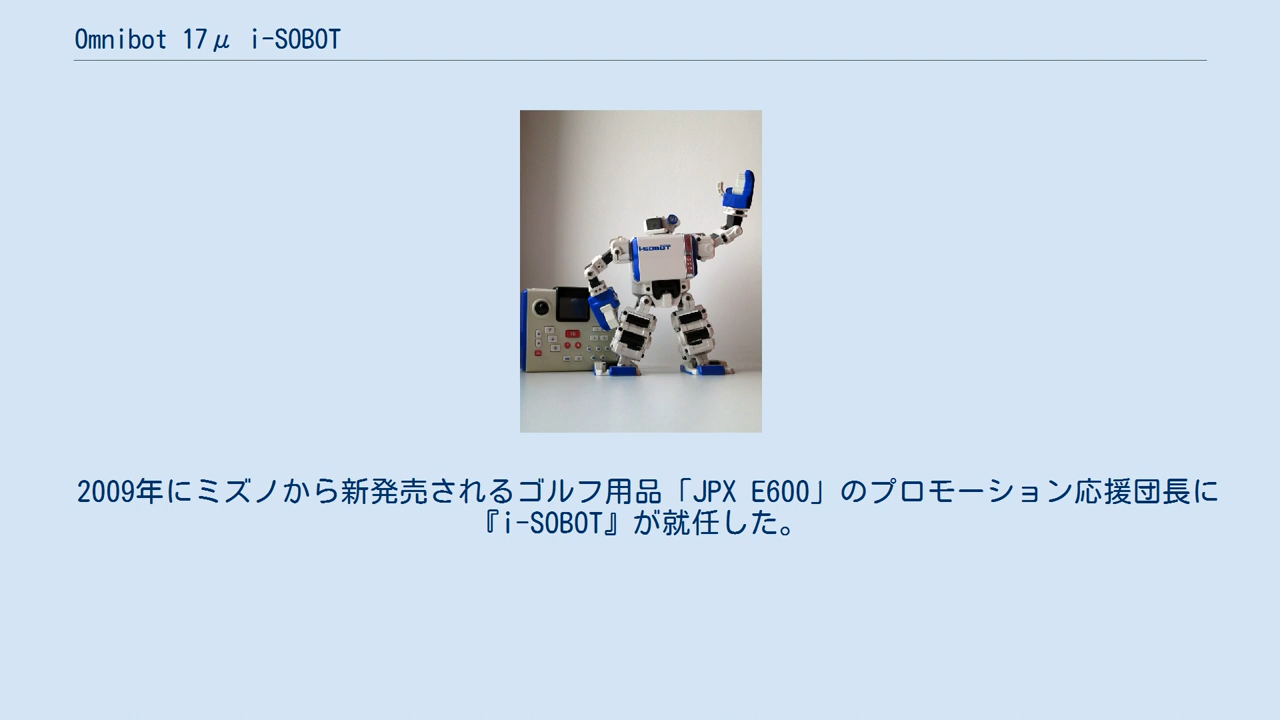 Omnibot 17μ i-SOBOT
i-SOBOT
2009年にミズノから新発売されるゴルフ用品「JPX E600」のプロモーション応援団長に
『i-SOBOT』が就任した。